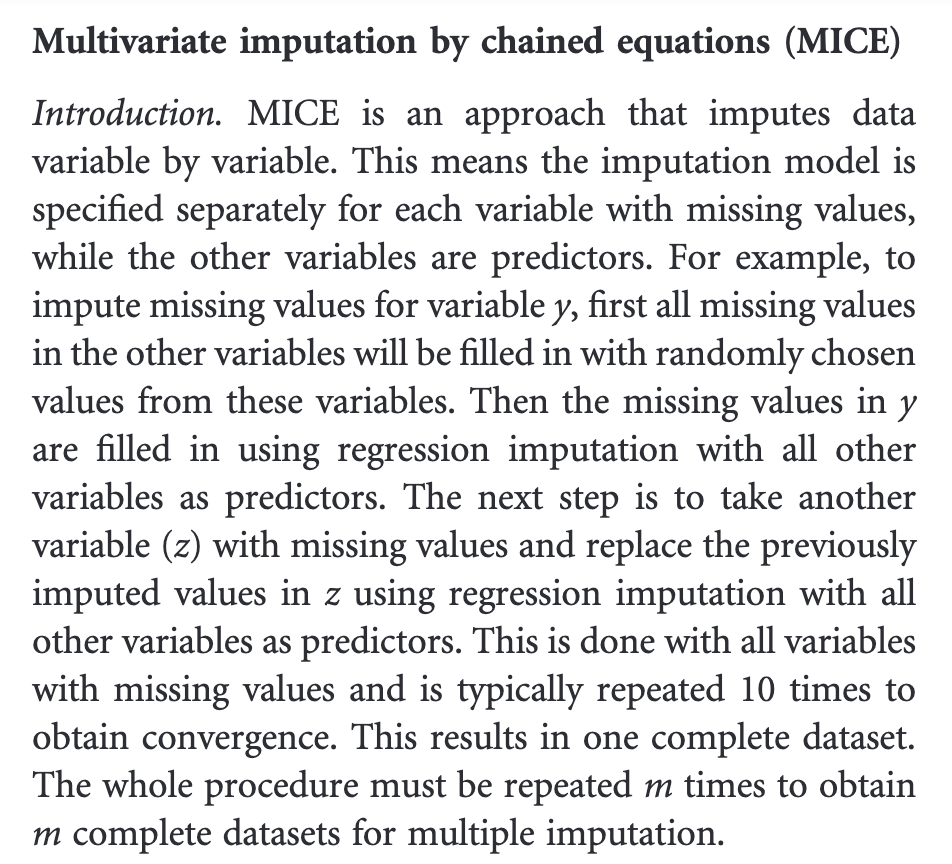 Multivariate imputation by chained equations (MICE)
Introduction. MICE is an approach that imputes data
variable by variable. This means the imputation model is
specified separately for each variable with missing values,
while the other variables are predictors. For example, to
impute missing values for variable y, first all missing values
in the other variables will be filled in with randomly chosen
values from these variables. Then the missing values in y
are filled in using regression imputation with all other
variables as predictors. The next step is to take another
variable (z) with missing values and replace the previously
imputed values in z using regression imputation with all
other variables as predictors. This is done with all variables
with missing values and is typically repeated 10 times to
obtain convergence. This results in one complete dataset.
The whole procedure must be repeated m times to obtain
m complete datasets for multiple imputation.